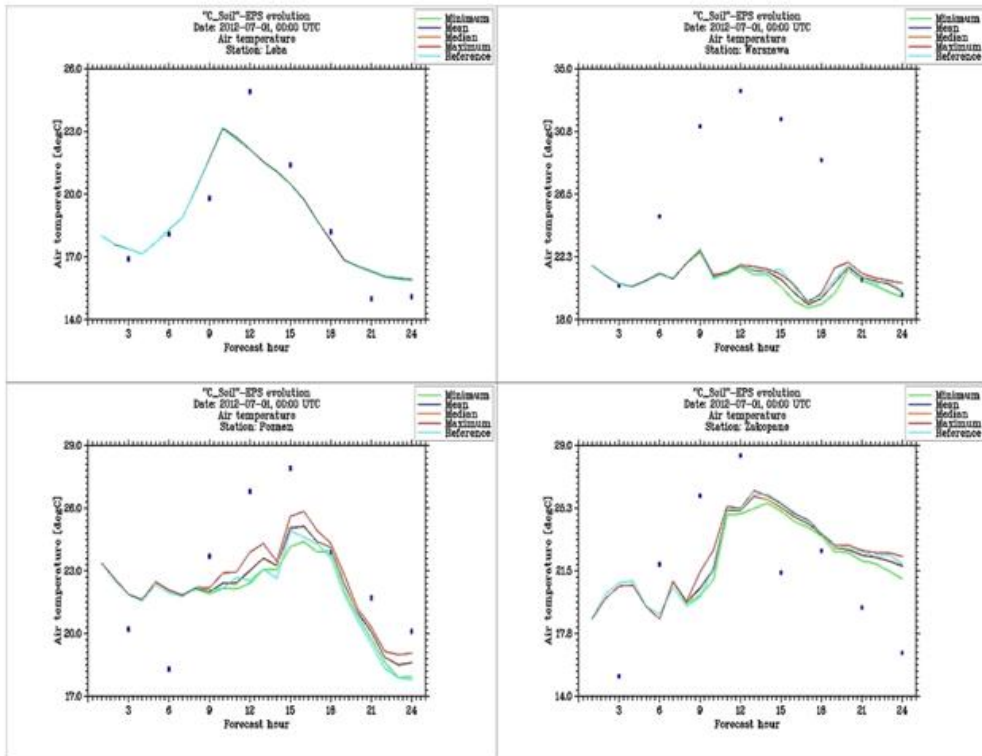 "C_Soil"-EPS evolution
Date: 2012-07-01, 00:00 UTC
Air temperature
Station: Leba
Minimum
Mean
Median
Maximum
Reference
Air temperature [degC]
26.0
23.0
20.0
17.0
14.0
3 6 9 12 15 18 21 24
Forecast hour
"C_Soil"-EPS evolution
Date: 2012-07-01, 00:00 UTC
Air temperature
Station: Warszawa
Minimum
Mean
Median
Maximum
Reference
Air temperature [degC]
35.0
30.8
26.5
22.3
18.0
3 6 9 12 15 18 21 24
Forecast hour
"C_Soil"-EPS evolution
Date: 2012-07-01, 00:00 UTC
Air temperature
Station: Poznan
Minimum
Mean
Median
Maximum
Reference
Air temperature [degC]
29.0
26.0
23.0
20.0
17.0
3 6 9 12 15 18 21 24
Forecast hour
"C_Soil"-EPS evolution
Date: 2012-07-01, 00:00 UTC
Air temperature
Station: Zakopane
Minimum
Mean
Median
Maximum
Reference
Air temperature [degC]
29.0
25.3
21.5
17.8
14.0
3 6 9 12 15 18 21 24
Forecast hour